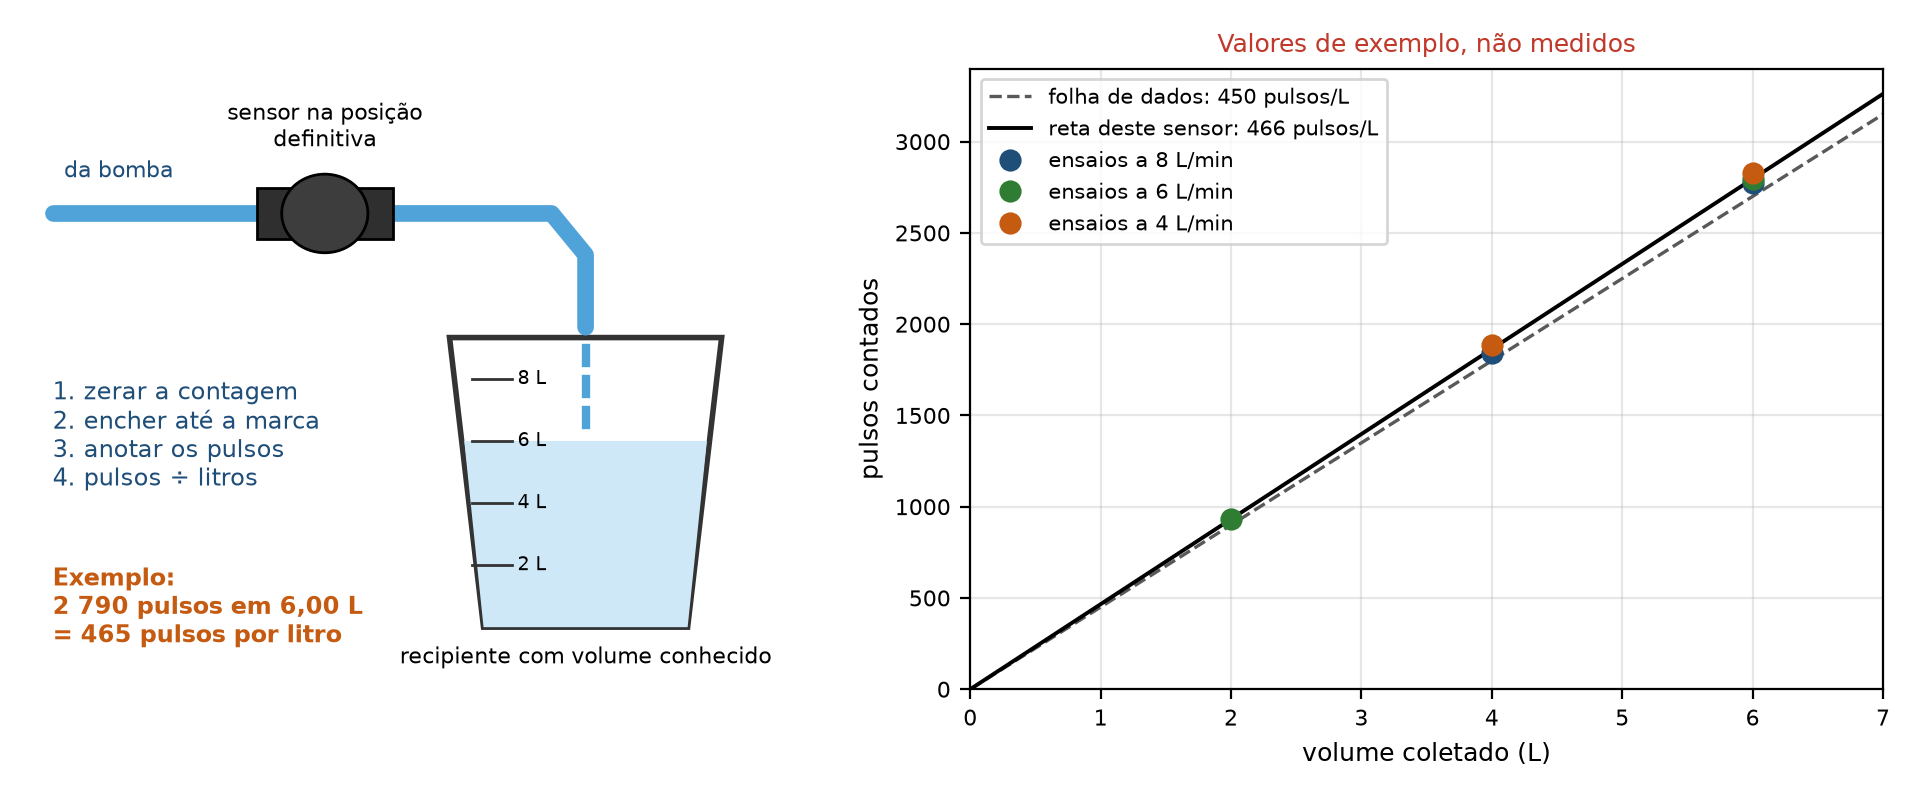 sensor na posição
definitiva
da bomba
8 L
6 L
4 L
2 L
1. zerar a contagem
2. encher até a marca
3. anotar os pulsos
4. pulsos ÷ litros
Exemplo:
2 790 pulsos em 6,00 L
= 465 pulsos por litro
recipiente com volume conhecido
Valores de exemplo, não medidos
folha de dados: 450 pulsos/L
reta deste sensor: 466 pulsos/L
ensaios a 8 L/min
ensaios a 6 L/min
ensaios a 4 L/min
pulsos contados
3000
2500
2000
1500
1000
500
0
0 1 2 3 4 5 6 7
volume coletado (L)